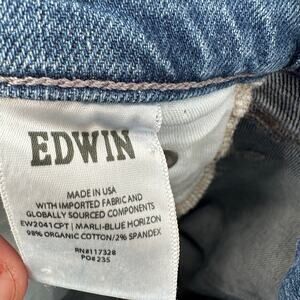 EDWIN
MADE IN USA
WITH IMPORTED FABRIC AND
GLOBALLY SOURCED COMPONENTS
EW2041CPT | MARLI-BLUE HORIZON
98% ORGANIC COTTON/2% SPANDEX
RN#117328
PO#235